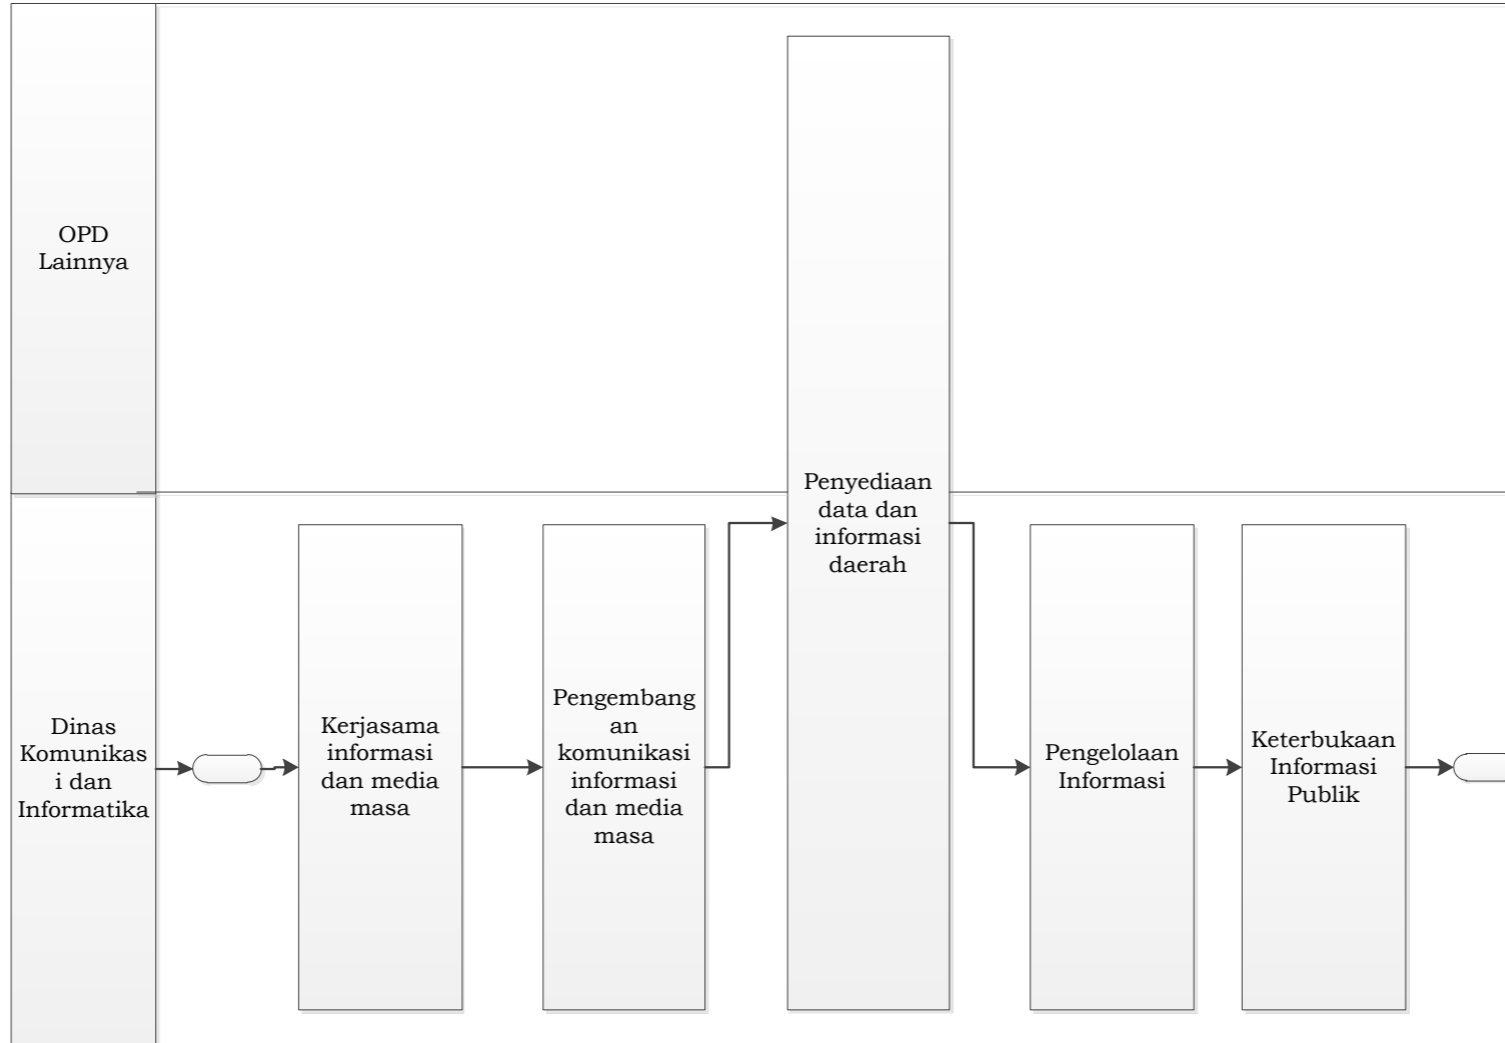 OPD
Lainnya
Dinas
Komunikas
i dan
Informatika
Kerjasama
informasi
dan media
masa
Pengembang
an
komunikasi
informasi
dan media
masa
Penyediaan
data dan
informasi
daerah
Pengelolaan
Informasi
Keterbukaan
Informasi
Publik